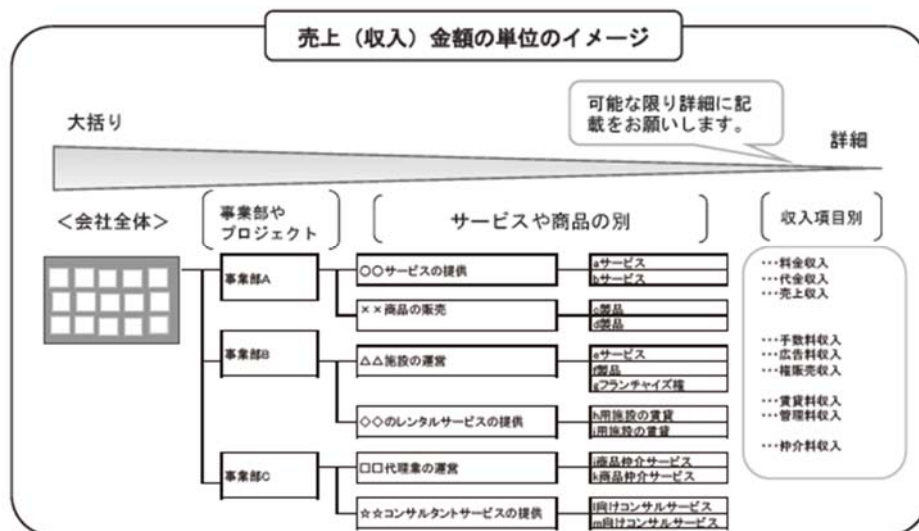 売上（収入）金額の単位のイメージ
可能な限り詳細に記
載をお願いします。
大括り
詳細
＜会社全体＞
事業部や
プロジェクト
サービスや商品の別
収入項目別
事業部A
○○サービスの提供
aサービス
bサービス
××商品の販売
c製品
d製品
事業部B
△△施設の運営
eサービス
f製品
gフランチャイズ権
◇◇のレンタルサービスの提供
h用施設の賃貸
i用施設の賃貸
事業部C
□□代理業の運営
j商品仲介サービス
k商品仲介サービス
☆☆コンサルタントサービスの提供
l向けコンサルサービス
m向けコンサルサービス
・・・料金収入
・・・代金収入
・・・売上収入
・・・手数料収入
・・・広告料収入
・・・権販売収入
・・・賃貸料収入
・・・管理料収入
・・・仲介料収入